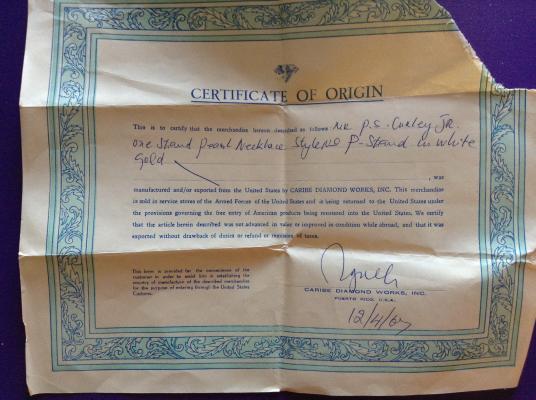 CERTIFICATE OF ORIGIN
This is to certify that the merchandise herein described as follows MR P.S. Curley JR.
One Strand pearl Necklace Style No P-Strand in white
Gold
, was
manufactured and/or exported from the United States by CARIBE DIAMOND WORKS, INC. This merchandise
is sold in service stores of the Armed Forces of the United States and is being returned to the United States under
the provisions governing the free entry of American products being returned into the United States. We certify
that the article herein described was not advanced in value or improved in condition while abroad, and that it was
exported without drawback of duties or refund or remission of taxes.
This form is provided for the convenience of the
customer in order to assist him in establishing the
country of manufacture of the described merchandise
for the purpose of entering through the United States
Customs.
CARIBE DIAMOND WORKS, INC.
PUERTO RICO, U.S.A.
12/4/67